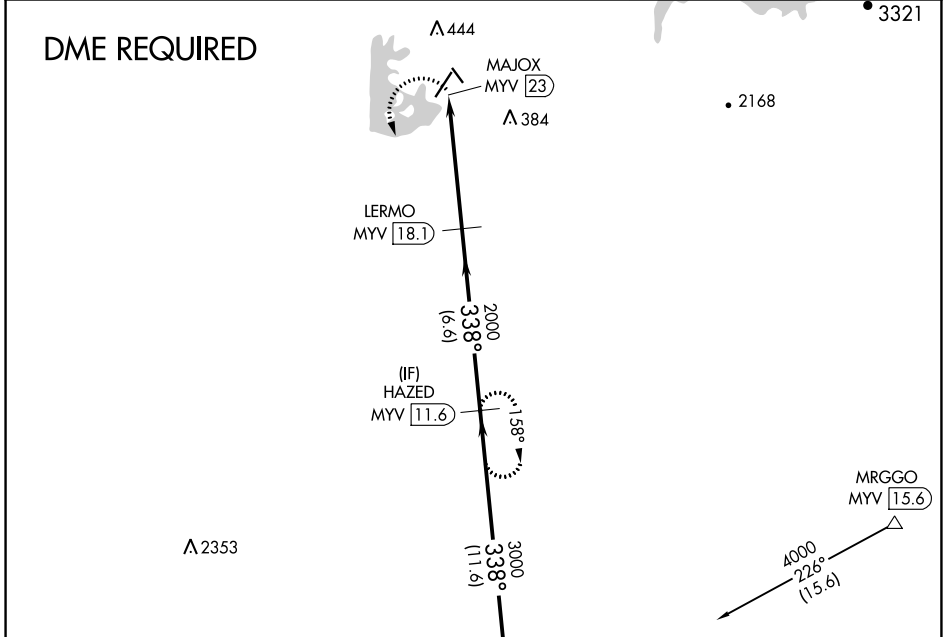 DME REQUIRED
444
3321
MAJOX
MYV 23
384
2168
LERMO
MYV 18.1
2000
338°
(6.6)
(IF)
HAZED
MYV 11.6
158°
MRGGO
MYV 15.6
2353
3000
338°
(11.6)
4000
226°
(15.6)